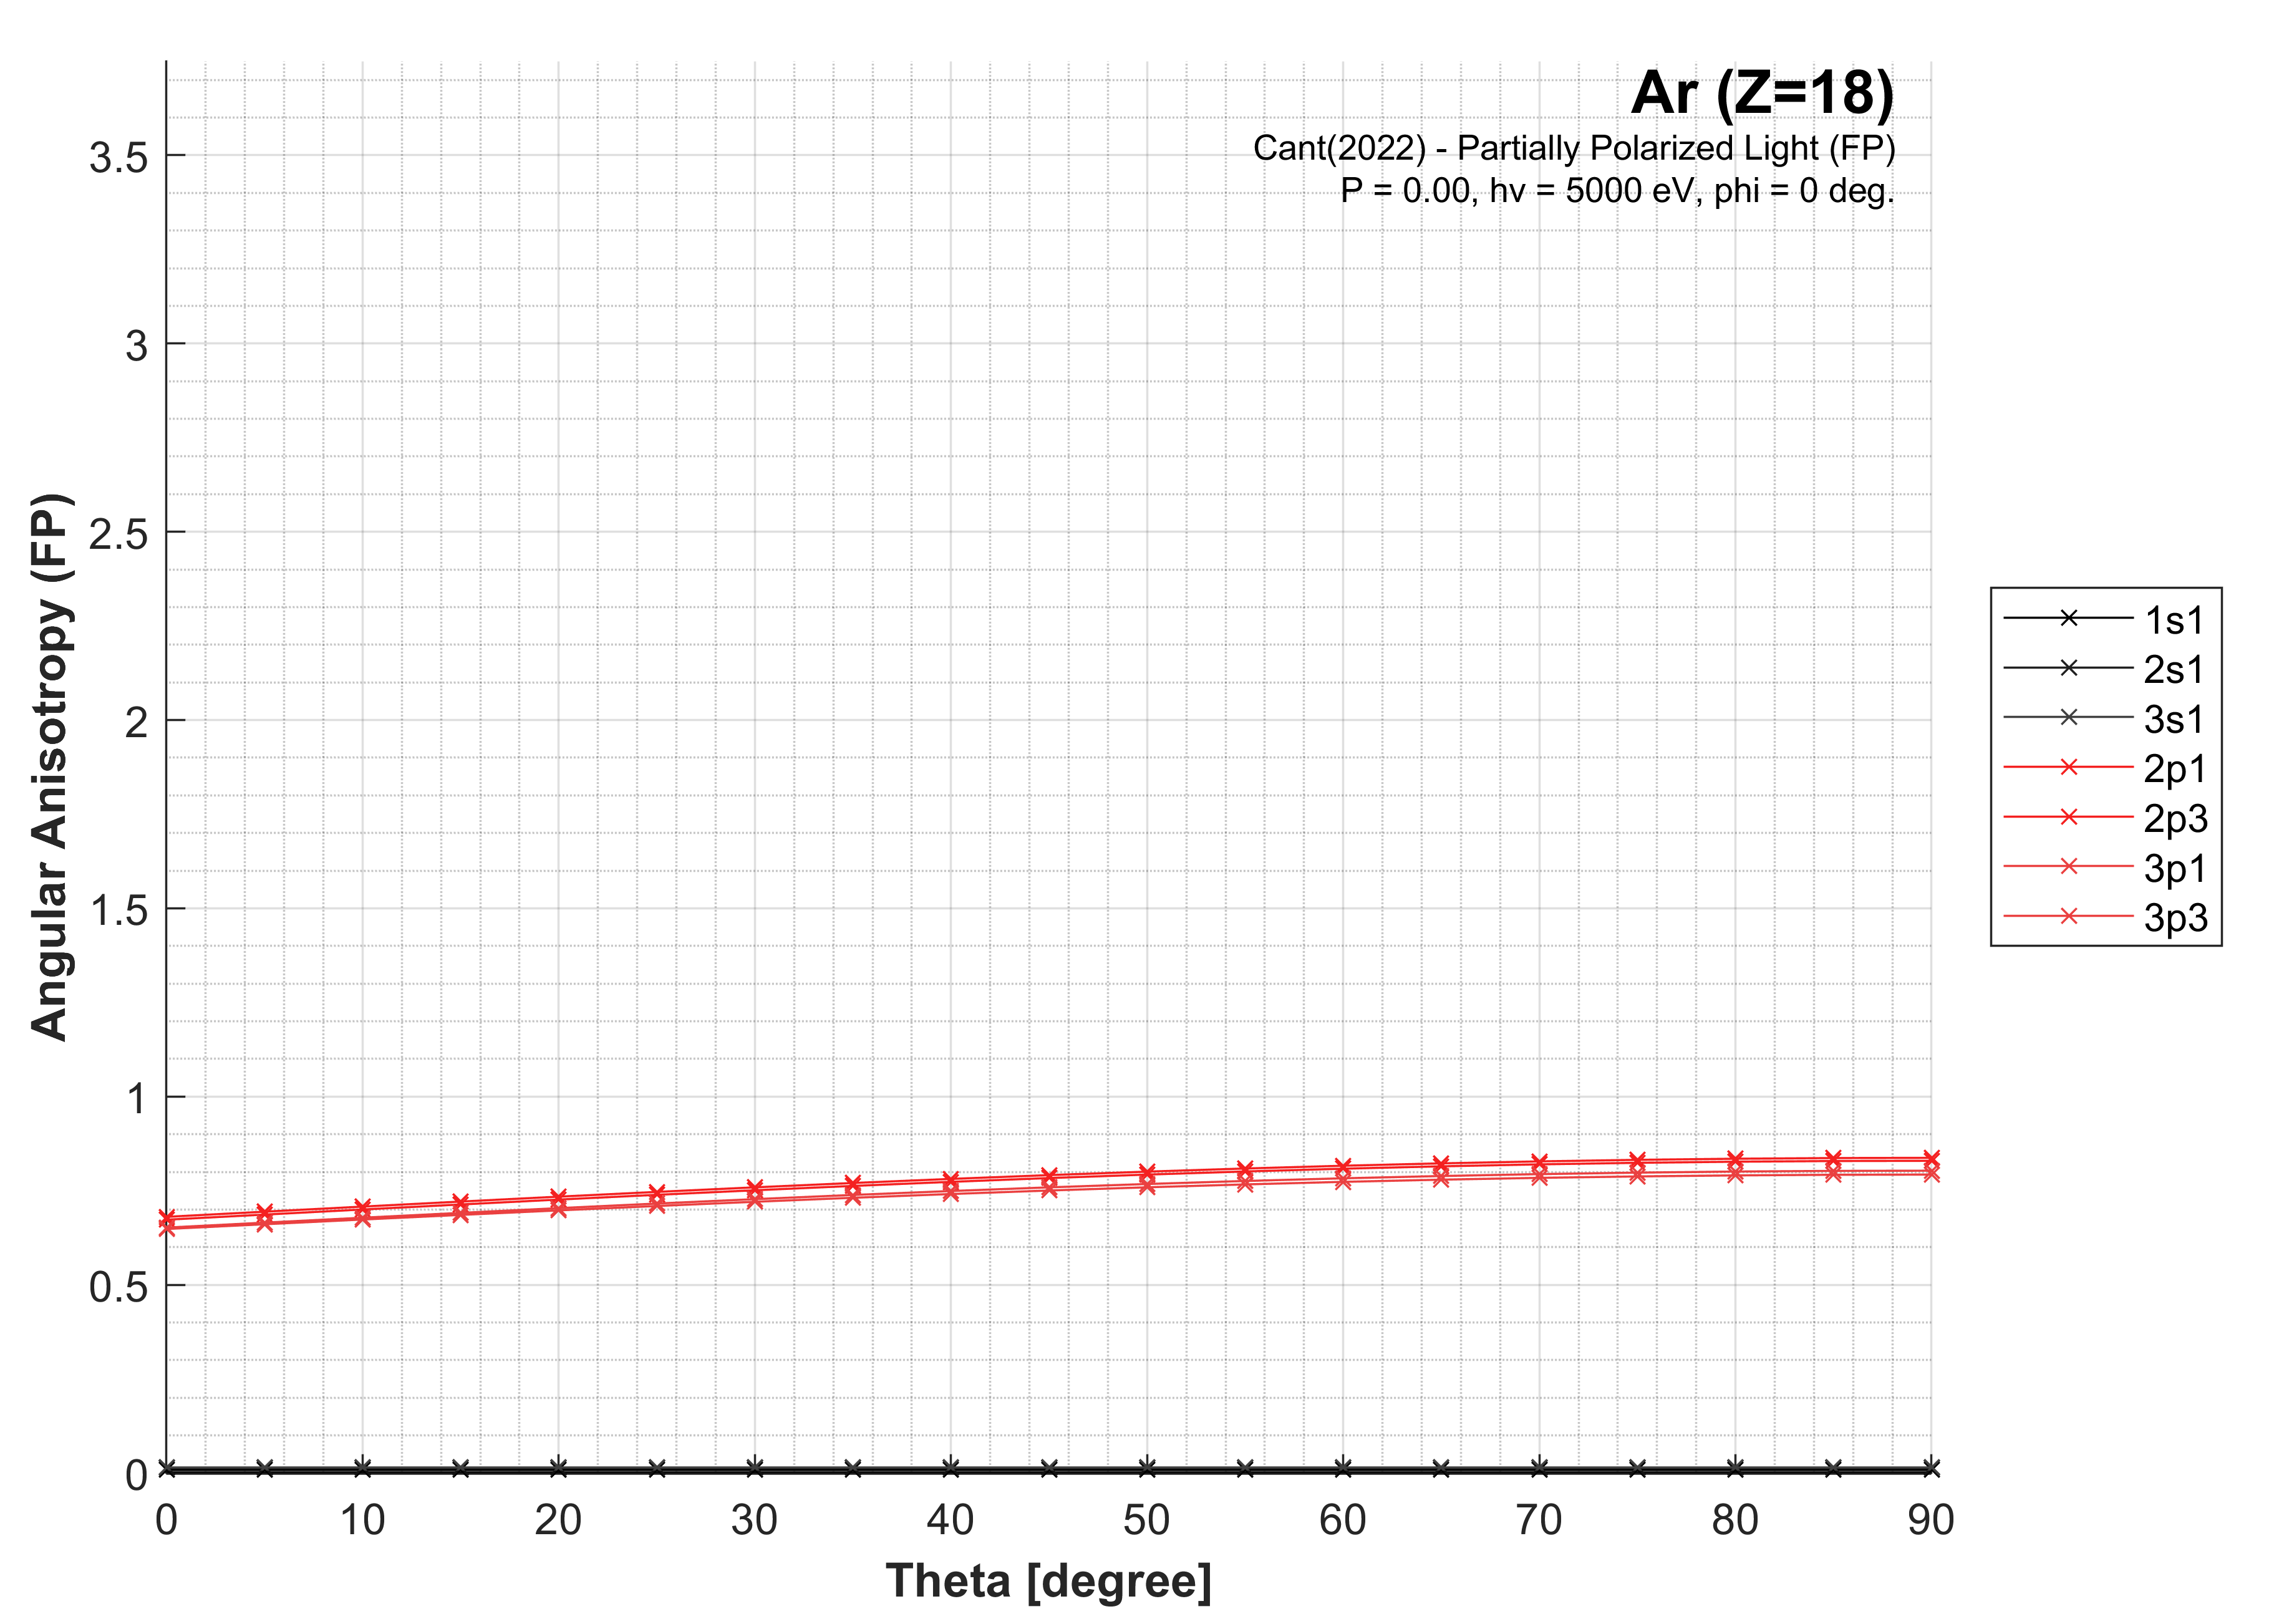 Ar (Z=18)
Cant(2022) - Partially Polarized Light (FP)
P = 0.00, hv = 5000 eV, phi = 0 deg.
Angular Anisotropy (FP)
3.5
3
2.5
2
1.5
1
0.5
0
0 10 20 30 40 50 60 70 80 90
Theta [degree]
1s1
2s1
3s1
2p1
2p3
3p1
3p3